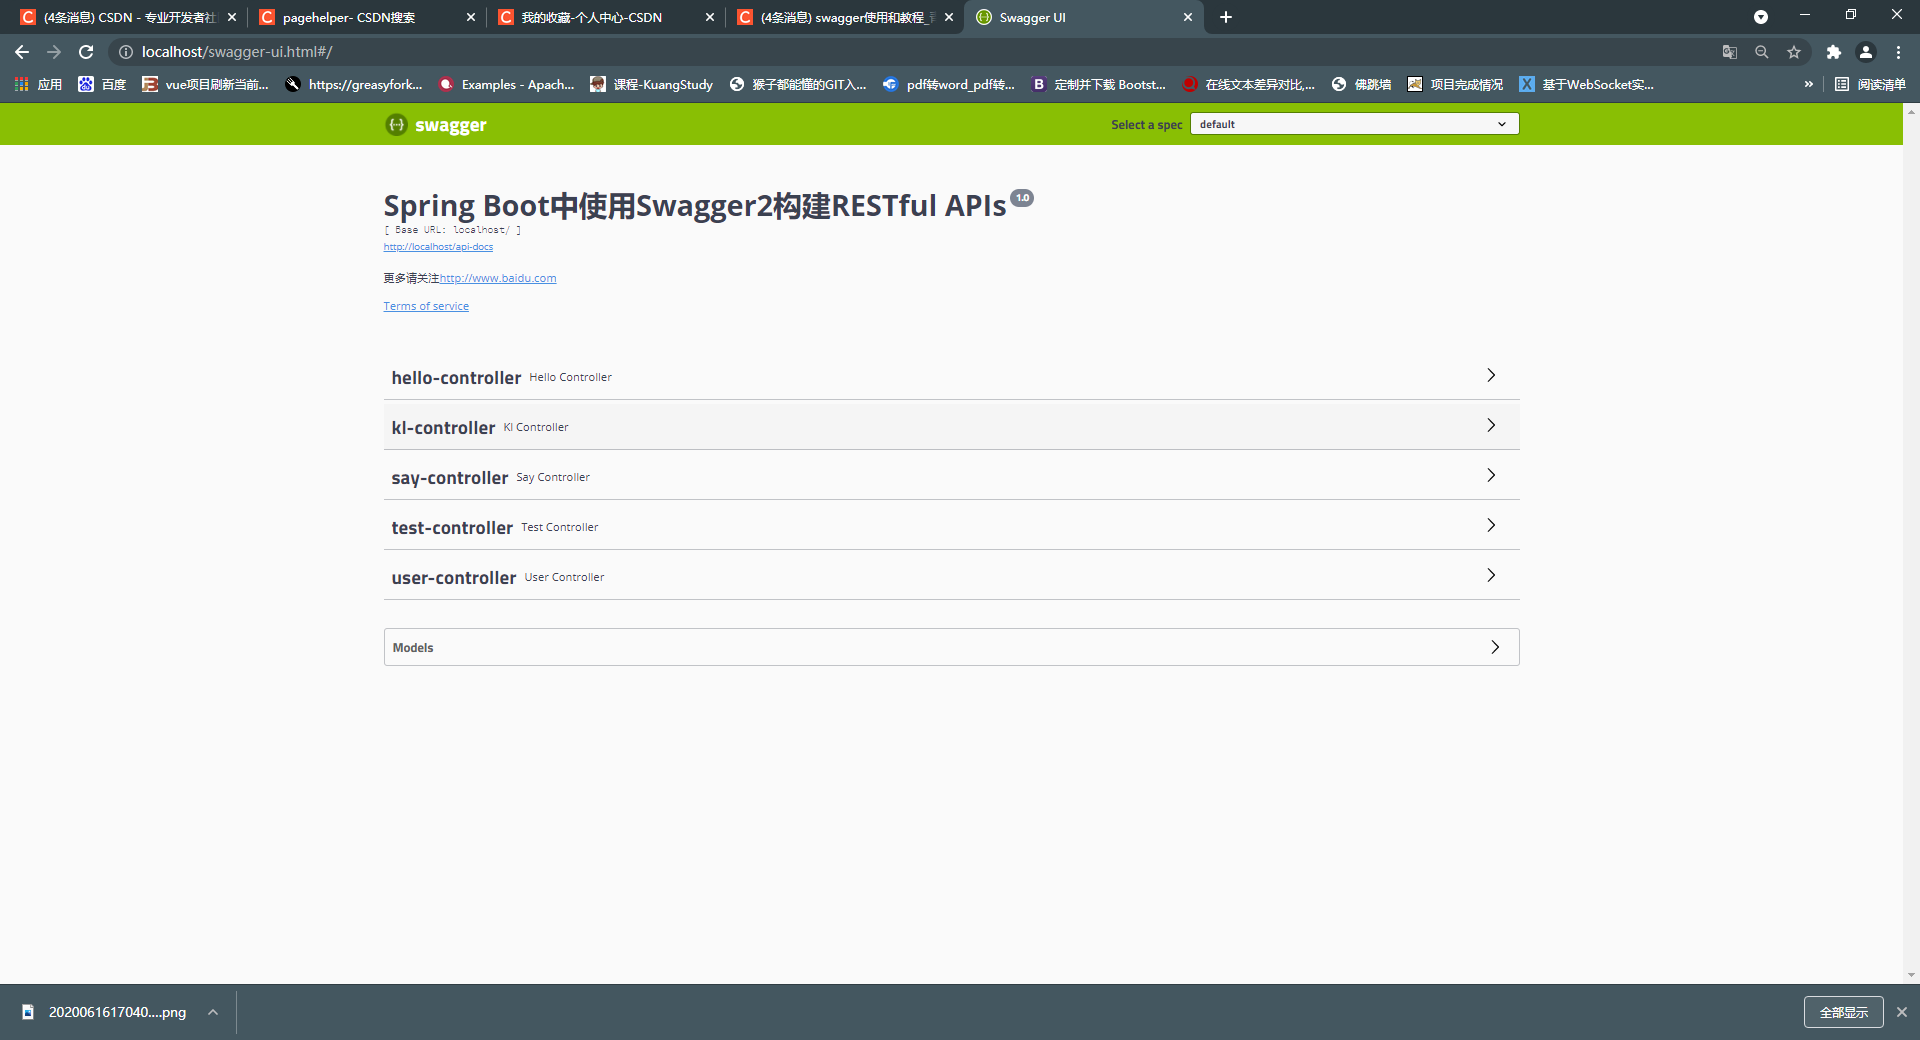 (4条消息) CSDN - 专业开发者社
pagehelper- CSDN搜索
我的收藏-个人中心-CSDN
(4条消息) swagger使用和教程_
Swagger UI
localhost/swagger-ui.html#/
应用
百度
vue项目刷新当前...
https://greasyfork...
Examples - Apach...
课程-KuangStudy
猴子都能懂的GIT入...
pdf转word_pdf转...
定制并下载 Bootst...
在线文本差异对比,...
佛跳墙
项目完成情况
基于WebSocket实...
»
阅读清单
swagger
Select a spec
default
Spring Boot中使用Swagger2构建RESTful APIs 1.0
[ Base URL: localhost/ ]
http://localhost/api-docs
更多请关注http://www.baidu.com
Terms of service
hello-controller Hello Controller
kl-controller Kl Controller
say-controller Say Controller
test-controller Test Controller
user-controller User Controller
Models
2020061617040....png
全部显示